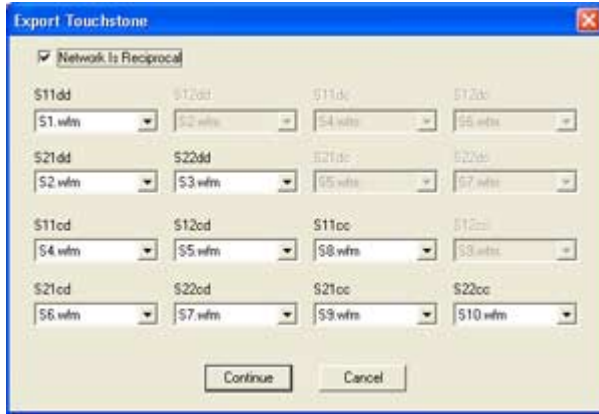 Export Touchstone
Network Is Reciprocal
S11dd S12dd S11dc S12dc
S1.wfm S2.wfm S4.wfm S6.wfm
S21dd S22dd S21dc S22dc
S2.wfm S3.wfm S5.wfm S7.wfm
S11cd S12cd S11cc S12cc
S4.wfm S5.wfm S8.wfm S9.wfm
S21cd S22cd S21cc S22cc
S6.wfm S7.wfm S9.wfm S10.wfm
Continue Cancel